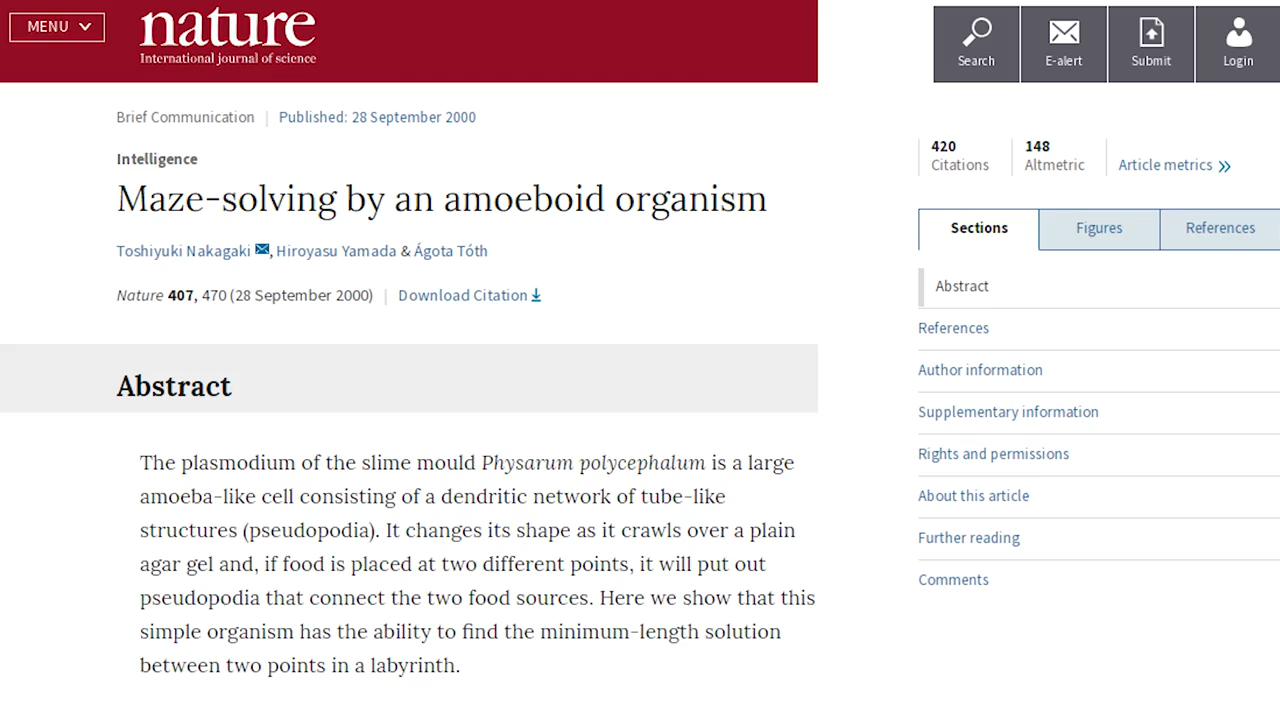 MENU
nature
International journal of science
Search
E-alert
Submit
Login
Brief Communication | Published: 28 September 2000
Intelligence
Maze-solving by an amoeboid organism
Toshiyuki Nakagaki, Hiroyasu Yamada & Ágota Tóth
Nature 407, 470 (28 September 2000) | Download Citation
Abstract
The plasmodium of the slime mould Physarum polycephalum is a large
amoeba-like cell consisting of a dendritic network of tube-like
structures (pseudopodia). It changes its shape as it crawls over a plain
agar gel and, if food is placed at two different points, it will put out
pseudopodia that connect the two food sources. Here we show that this
simple organism has the ability to find the minimum-length solution
between two points in a labyrinth.
420
Citations
148
Altmetric
Article metrics
Sections
Figures
References
Abstract
References
Author information
Supplementary information
Rights and permissions
About this article
Further reading
Comments